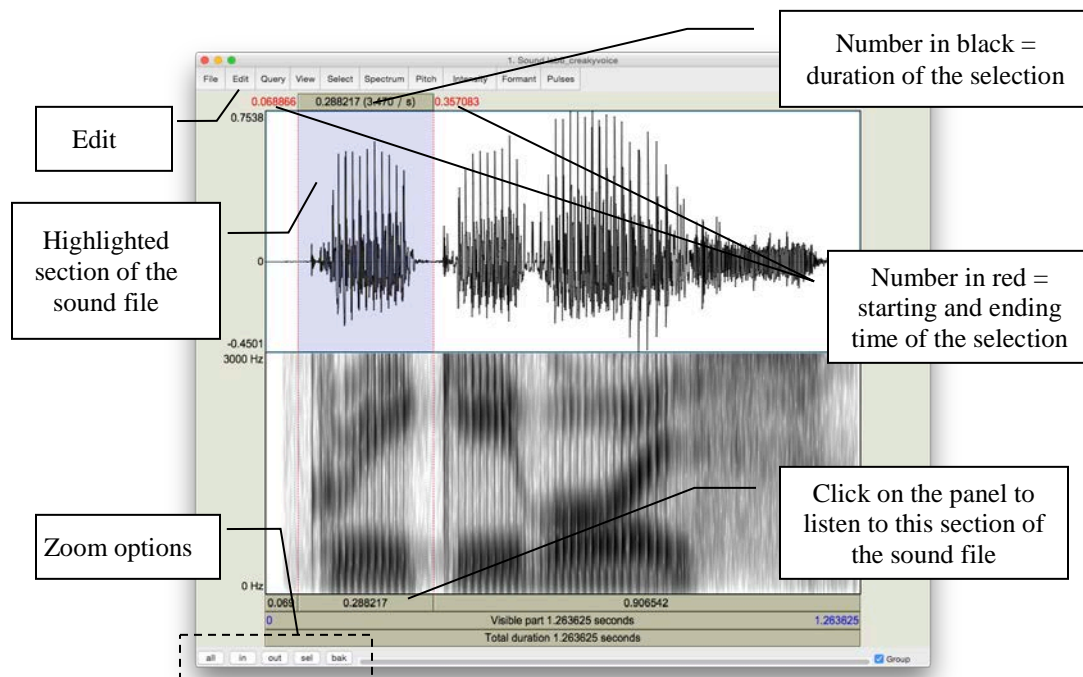 Number in black =
duration of the selection
1. Sound
creakyvoice
File Edit Query View Select Spectrum Pitch Intensity Formant Pulses
0.068866 0.288217 (3.470 / s) 0.357083
0.7538
Edit
Highlighted
section of the
sound file
0
Number in red =
starting and ending
time of the selection
-0.4501
3000 Hz
Click on the panel to
listen to this section of
the sound file
Zoom options
0 Hz
0.069 0.288217 0.906542
0 Visible part 1.263625 seconds 1.263625
Total duration 1.263625 seconds
all in out sel bak Group